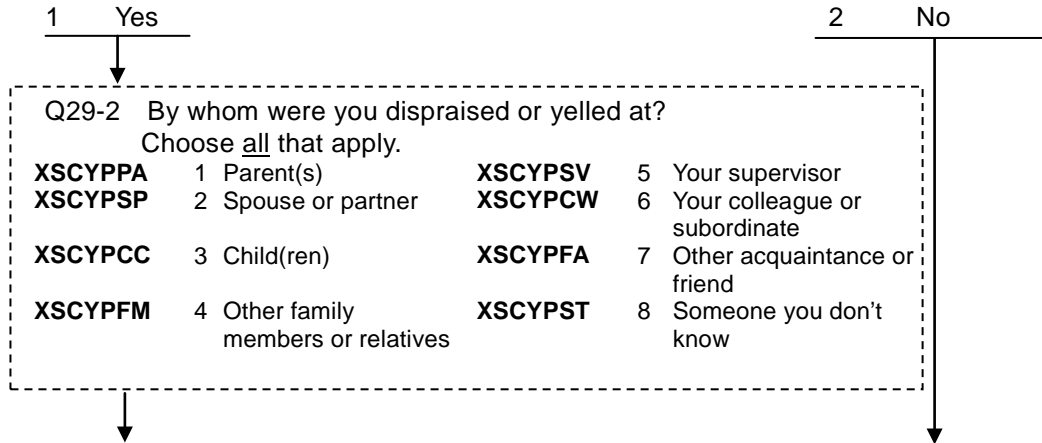 1 Yes 2 No
Q29-2 By whom were you dispraised or yelled at?
Choose all that apply.
XSCYPPA 1 Parent(s) XSCYPSV 5 Your supervisor
XSCYPSP 2 Spouse or partner XSCYPCW 6 Your colleague or
subordinate
XSCYPCC 3 Child(ren) XSCYPFA 7 Other acquaintance or
friend
XSCYPFM 4 Other family XSCYPST 8 Someone you don't
members or relatives know